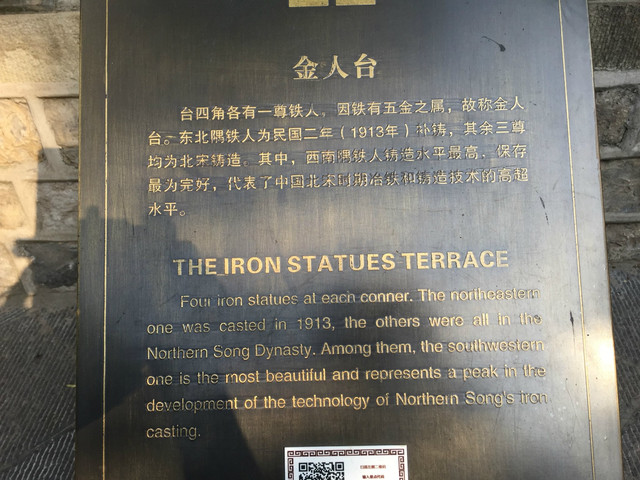 金人台
台四角各有一尊铁人，因铁有五金之属，故称金人
台。东北隅铁人为民国二年（1913年）补铸，其余三尊
均为北宋铸造。其中，西南隅铁人铸造水平最高，保存
最为完好，代表了中国北宋时期冶铁和铸造技术的高超
水平。
THE IRON STATUES TERRACE
Four iron statues at each conner. The northeastern
one was casted in 1913, the others were all in the
Northern Song Dynasty. Among them, the southwestern
one is the most beautiful and represents a peak in the
development of the technology of Northern Song's iron
casting.